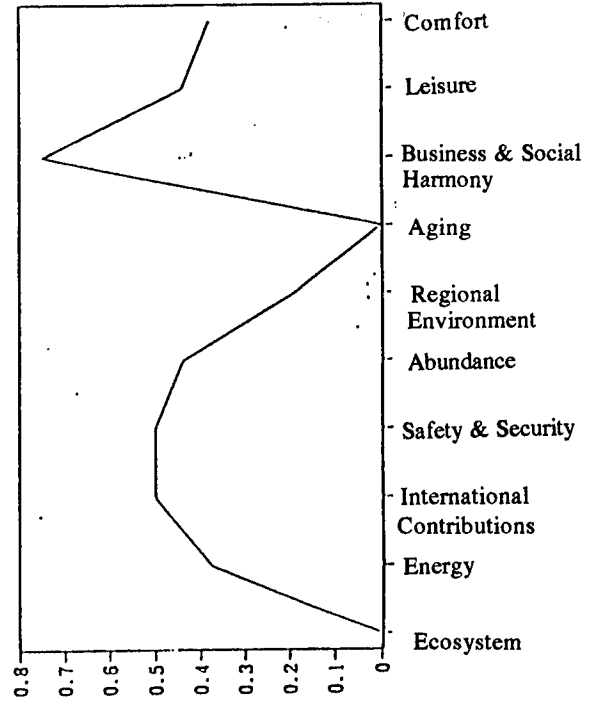 Comfort
Leisure
Business & Social
Harmony
Aging
Regional
Environment
Abundance
Safety & Security
International
Contributions
Energy
Ecosystem
0.8
0.7
0.6
0.5
0.4
0.3
0.2
0.1
0